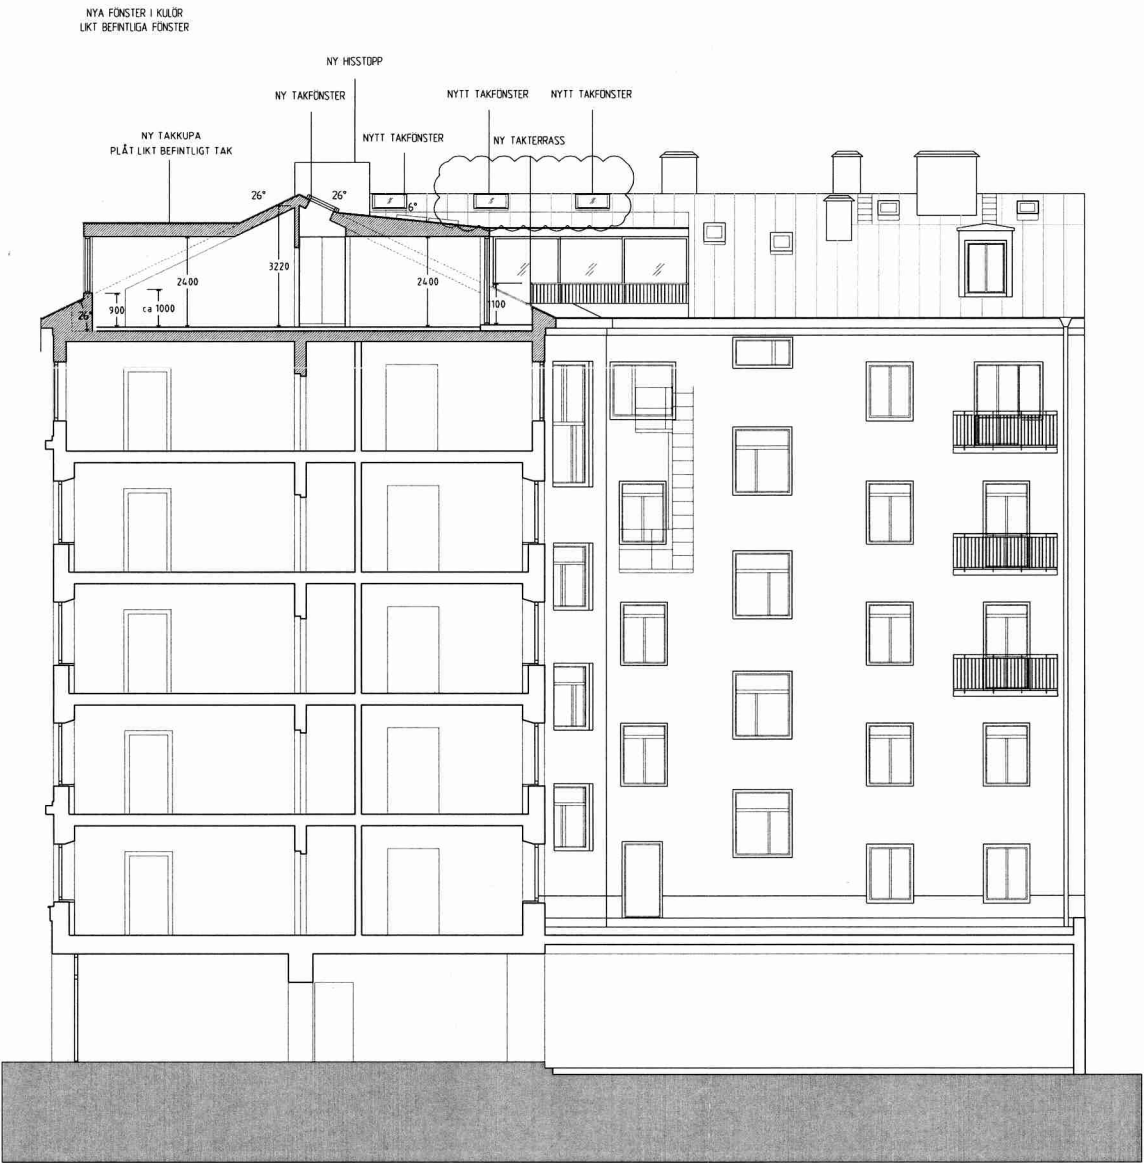 NYA FÖNSTER I KULÖR
LIKT BEFINTLIGA FÖNSTER
NY HISSTOPP
NY TAKFÖNSTER
NYTT TAKFÖNSTER
NYTT TAKFÖNSTER
NY TAKKUPA
PLÅT LIKT BEFINTLIGT TAK
NYTT TAKFÖNSTER
NY TAKTERRASS
26°
26°
6°
3220
2400
2400
900
ca 1000
1100
26°